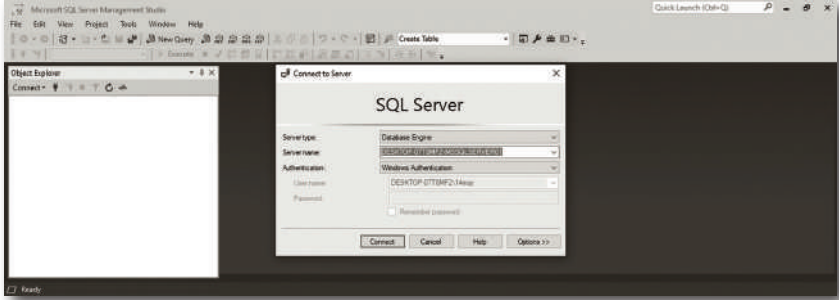 Microsoft SQL Server Management Studio
Quick Launch (Ctrl+Q)
File Edit View Project Tools Window Help
New Query
Create Table
Execute
Object Explorer
Connect
Connect to Server
SQL Server
Server type: Database Engine
Server name:
Authentication: Windows Authentication
User name:
Password:
Remember password
Connect Cancel Help Options >>
Ready